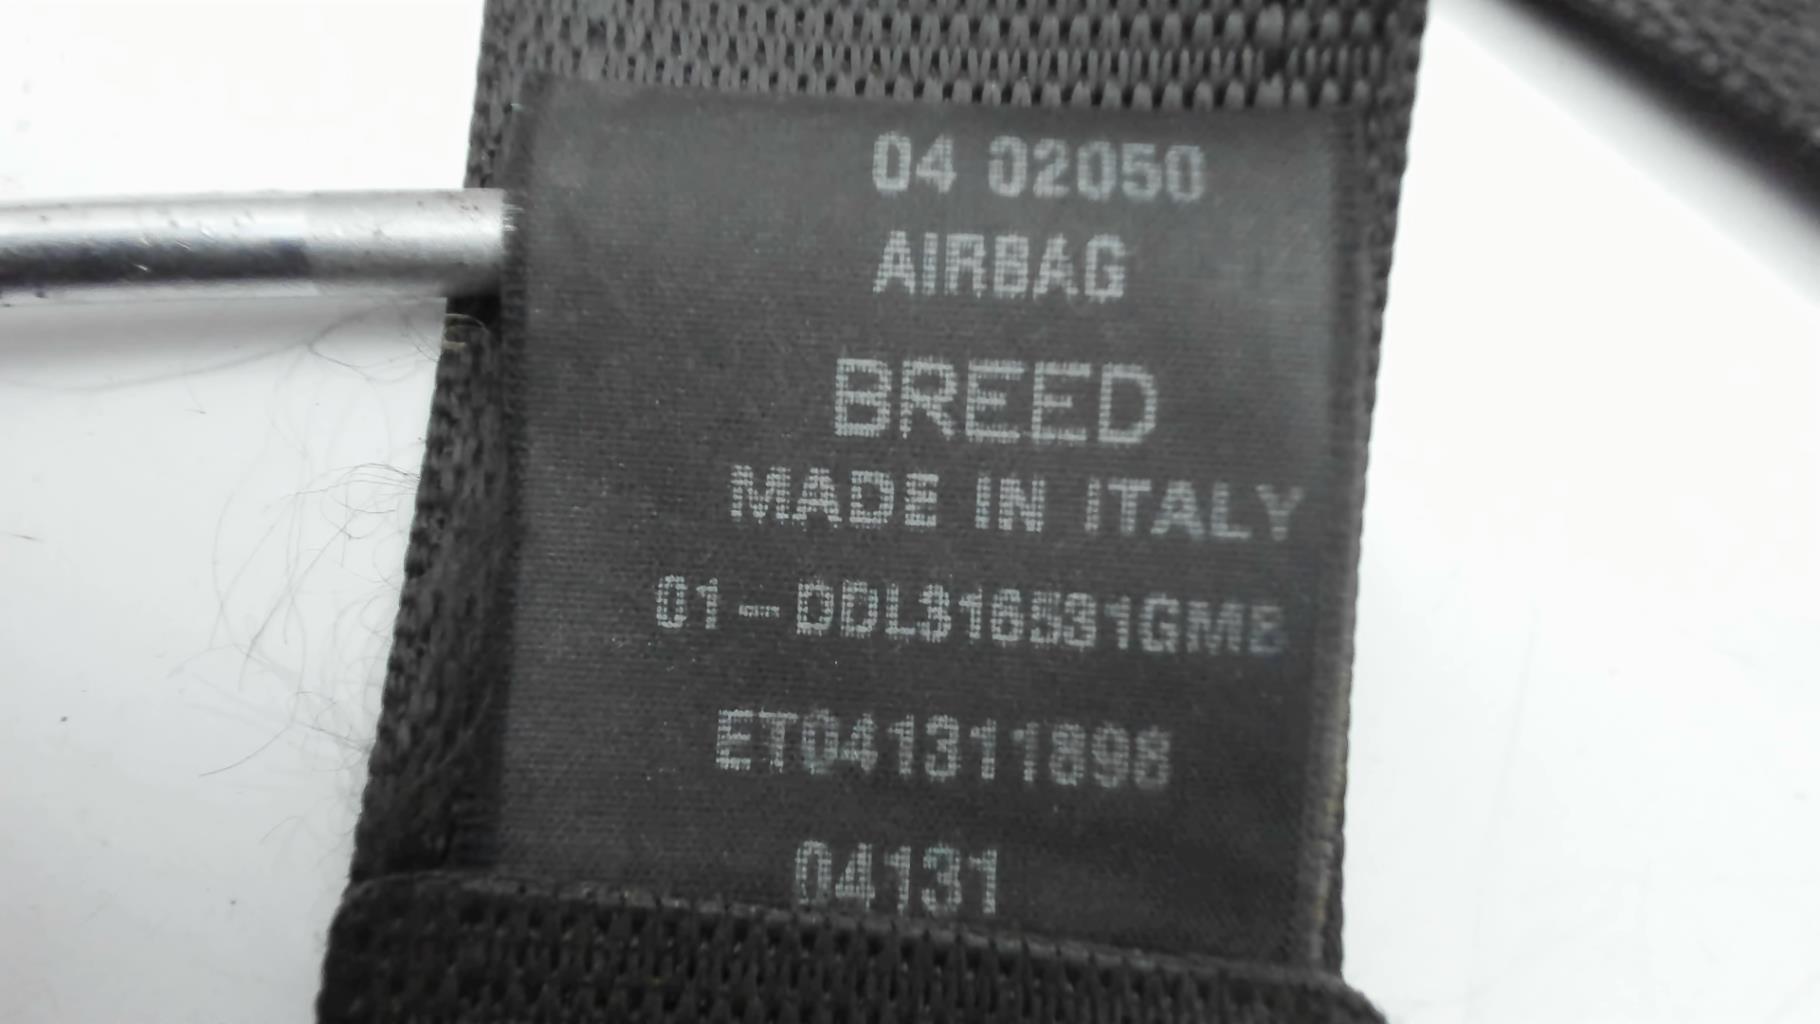 04 02050
AIRBAG
BREED
MADE IN ITALY
01-DDL316531GMB
ET041311898
04131